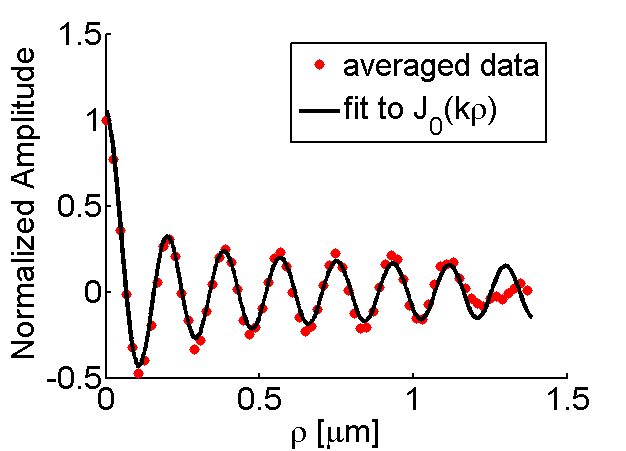 1.5
averaged data
fit to J₀(kρ)
1
0.5
0
-0.5
0
0.5
1
1.5
Normalized Amplitude
ρ [μm]